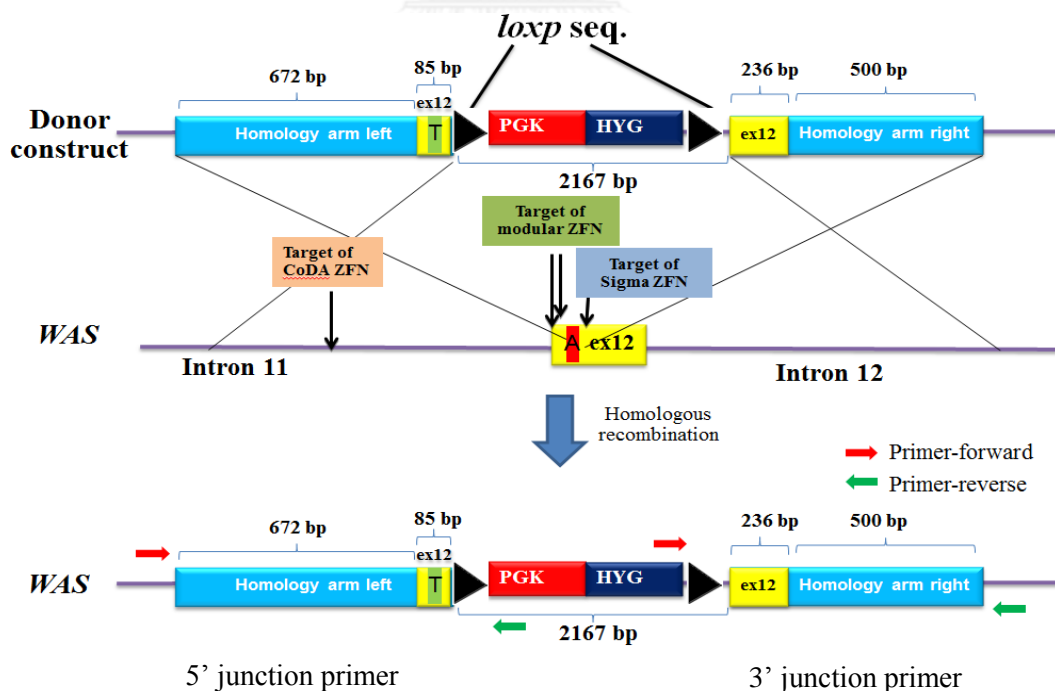 loxp seq.
672 bp
85 bp
236 bp
500 bp
ex12
Donor
construct
Homology arm left
T
PGK
HYG
ex12
Homology arm right
2167 bp
Target of
modular ZFN
Target of
CoDA ZFN
Target of
Sigma ZFN
WAS
A
ex12
Intron 11
Intron 12
Homologous
recombination
Primer-forward
Primer-reverse
672 bp
85 bp
236 bp
500 bp
ex12
WAS
Homology arm left
T
PGK
HYG
ex12
Homology arm right
2167 bp
5’ junction primer
3’ junction primer